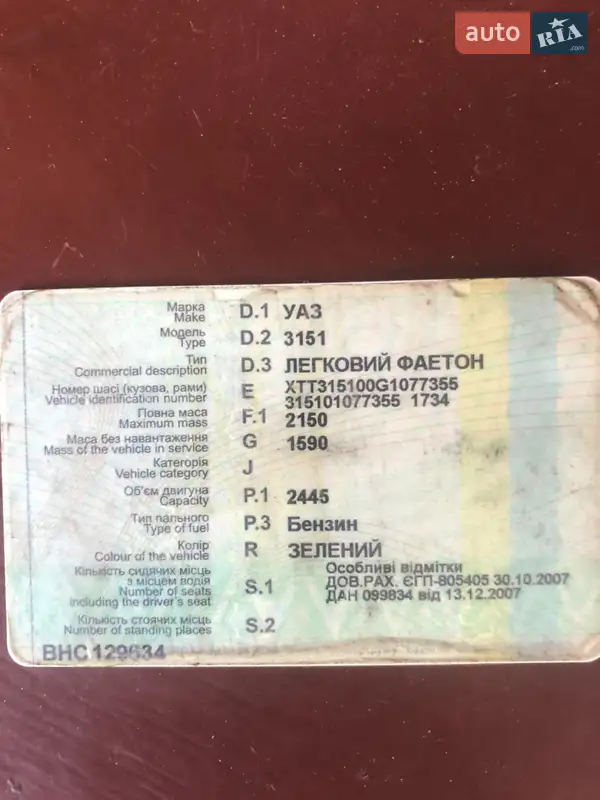 auto RIA .com
Марка
Make D.1 УАЗ
Модель
Type D.2 3151
Тип
Commercial description D.3 ЛЕГКОВИЙ ФАЕТОН
Номер шасі (кузова, рами)
Vehicle identification number E XTT315100G1077355
315101077355 1734
Повна маса
Maximum mass F.1 2150
Маса без навантаження
Mass of the vehicle in service G 1590
Категорія
Vehicle category J
Об'єм двигуна
Capacity P.1 2445
Тип пального
Type of fuel P.3 Бензин
Колір
Colour of the vehicle R ЗЕЛЕНИЙ
Кількість сидячих місць
з місцем водія
Number of seats
including the driver's seat S.1
Особливі відмітки
ДОВ.РАХ. ЄГП-805405 30.10.2007
ДАН 099834 від 13.12.2007
Кількість стоячих місць
Number of standing places S.2
ВНС 129634